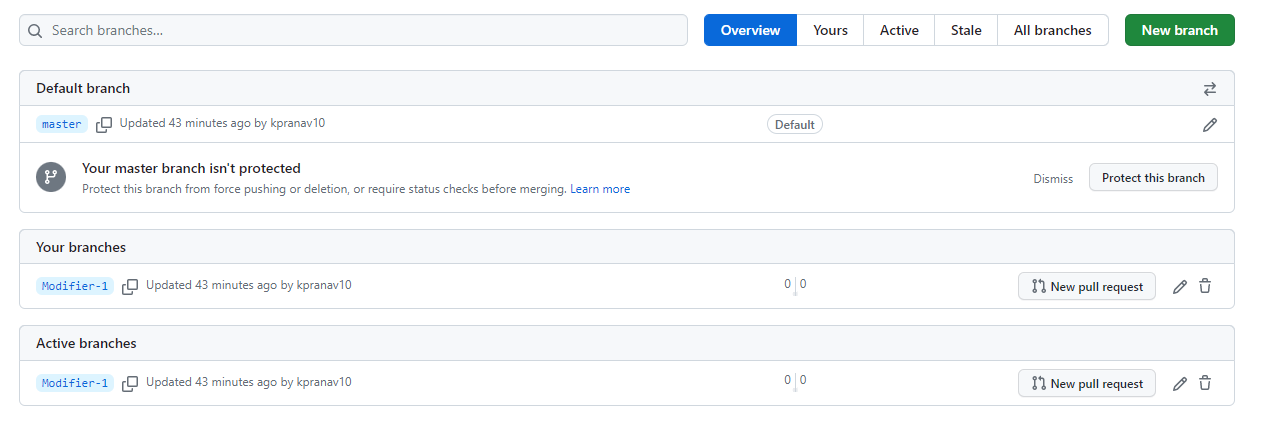 Search branches...
Overview Yours Active Stale All branches New branch
Default branch
master Updated 43 minutes ago by kpranav10 Default
Your master branch isn't protected
Protect this branch from force pushing or deletion, or require status checks before merging. Learn more
Dismiss Protect this branch
Your branches
Modifier-1 Updated 43 minutes ago by kpranav10 0 0 New pull request
Active branches
Modifier-1 Updated 43 minutes ago by kpranav10 0 0 New pull request